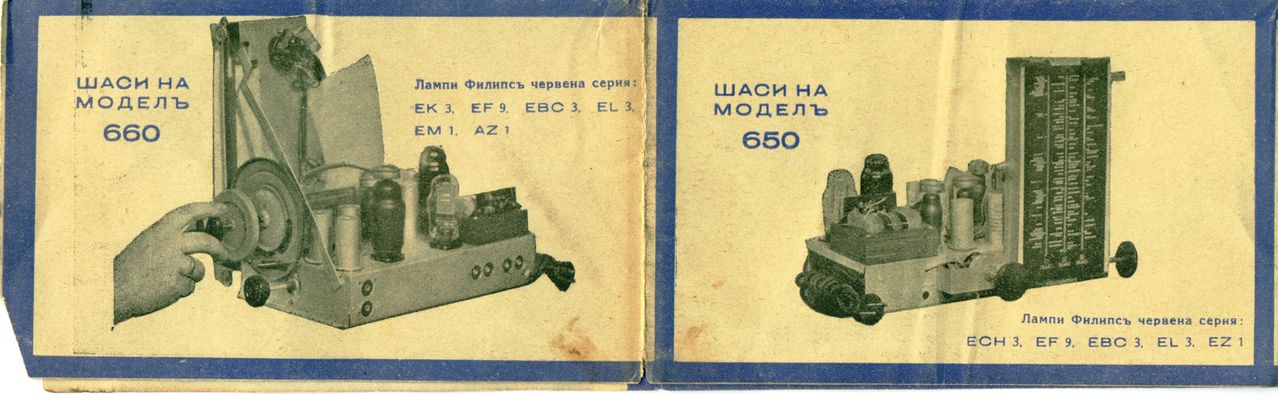 ШАСИ НА
МОДЕЛЪ
660
Лампи Филипсъ червена серия:
EK 3, EF 9, EBC 3, EL 3,
EM 1, AZ 1
ШАСИ НА
МОДЕЛЪ
650
Лампи Филипсъ червена серия:
ECH 3, EF 9, EBC 3, EL 3, EZ 1